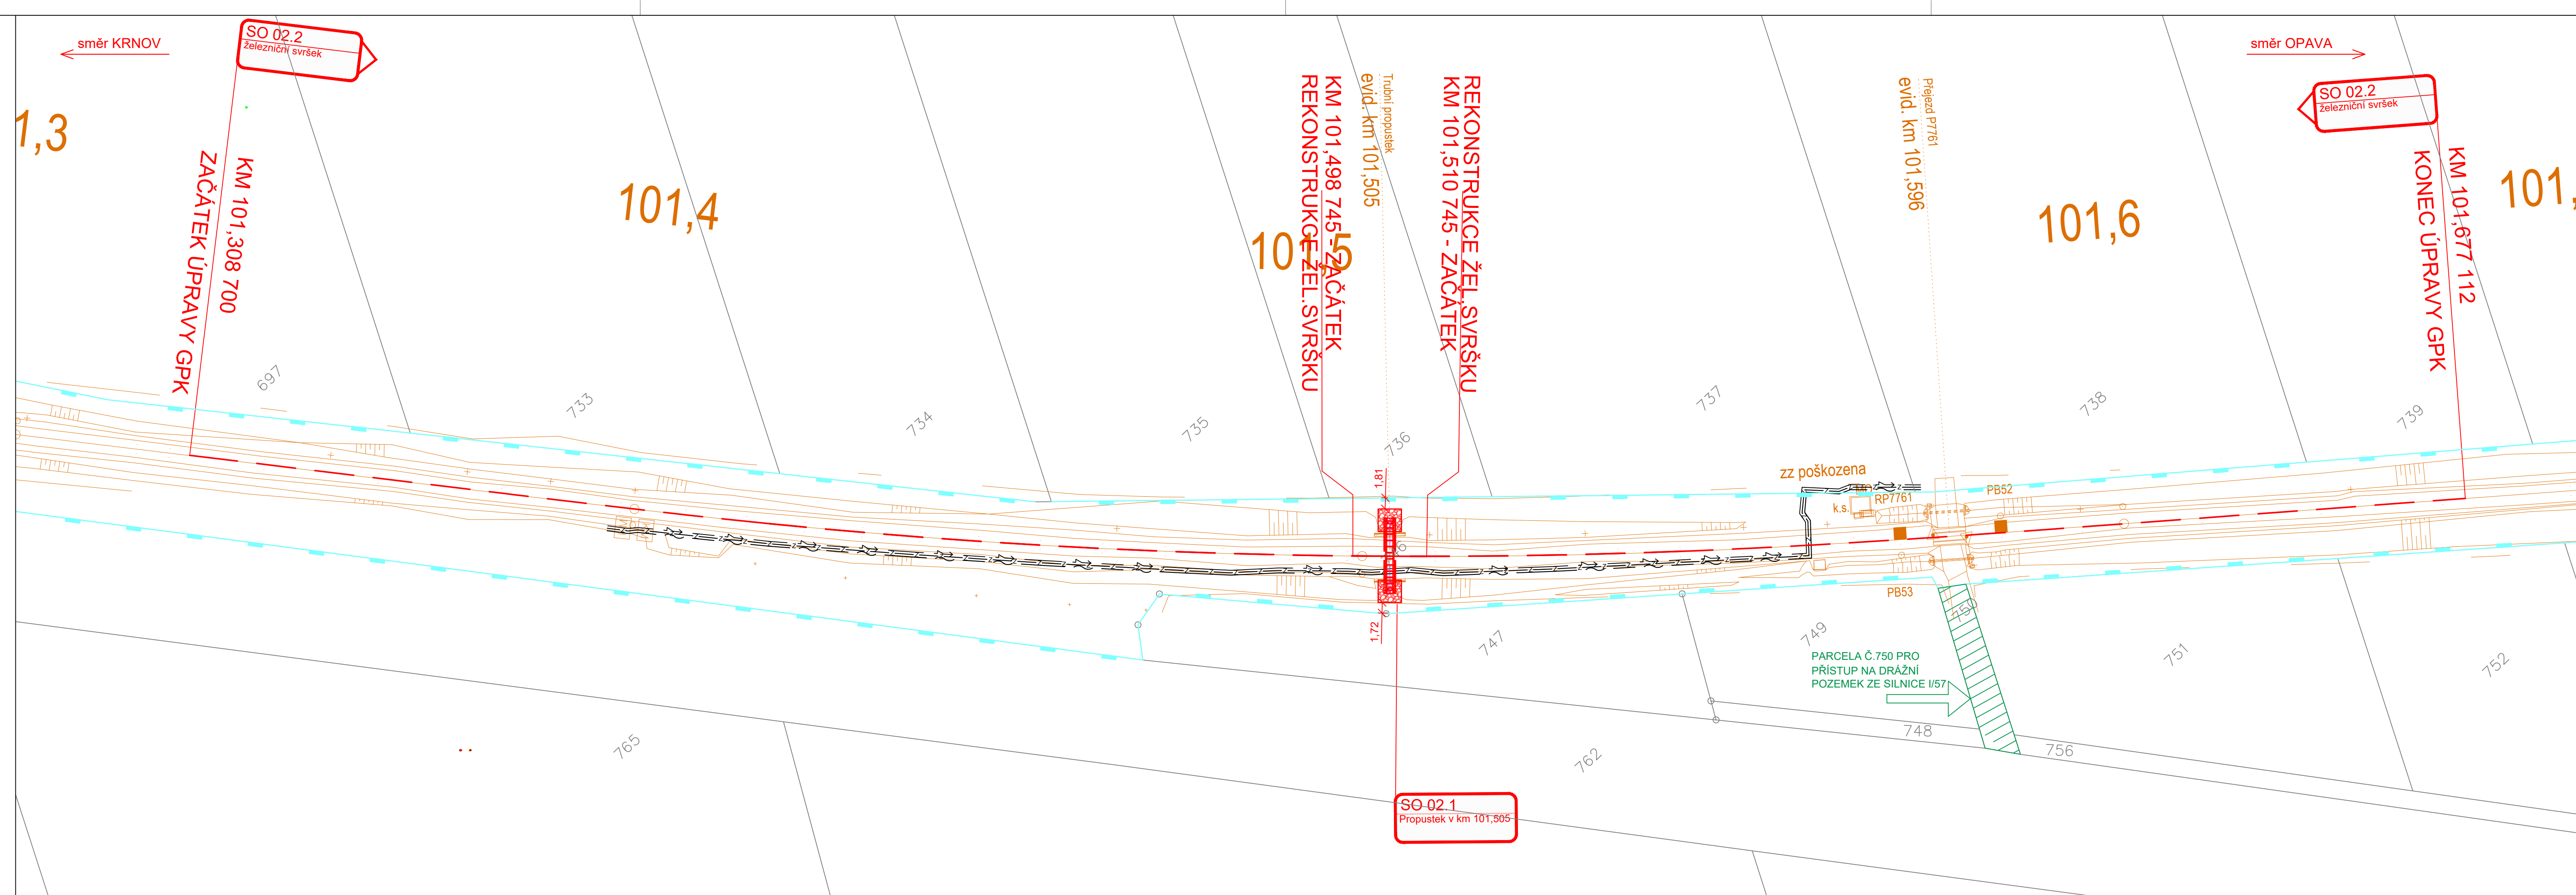 směr KRNOV
SO 02.2
železniční svršek
1,3
KM 101,308 700
ZAČÁTEK ÚPRAVY GPK
101,4
101,5
KM 101,498 745 - ZAČÁTEK
REKONSTRUKCE ŽEL.SVRŠKU
Trubní propustek
evid. km 101,505
REKONSTRUKCE ŽEL.SVRŠKU
KM 101,510 745 - ZAČÁTEK
Přejezd P7761
evid. km 101,596
101,6
směr OPAVA
SO 02.2
železniční svršek
KM 101,677 112
KONEC ÚPRAVY GPK
101,
697
733
734
735
736
737
738
739
1,81
zz poškozena
k.s.
RP7761
PB52
PB53
1,72
747
749
750
751
752
PARCELA Č.750 PRO
PŘÍSTUP NA DRÁŽNÍ
POZEMEK ZE SILNICE I/57
748
756
762
765
SO 02.1
Propustek v km 101,505